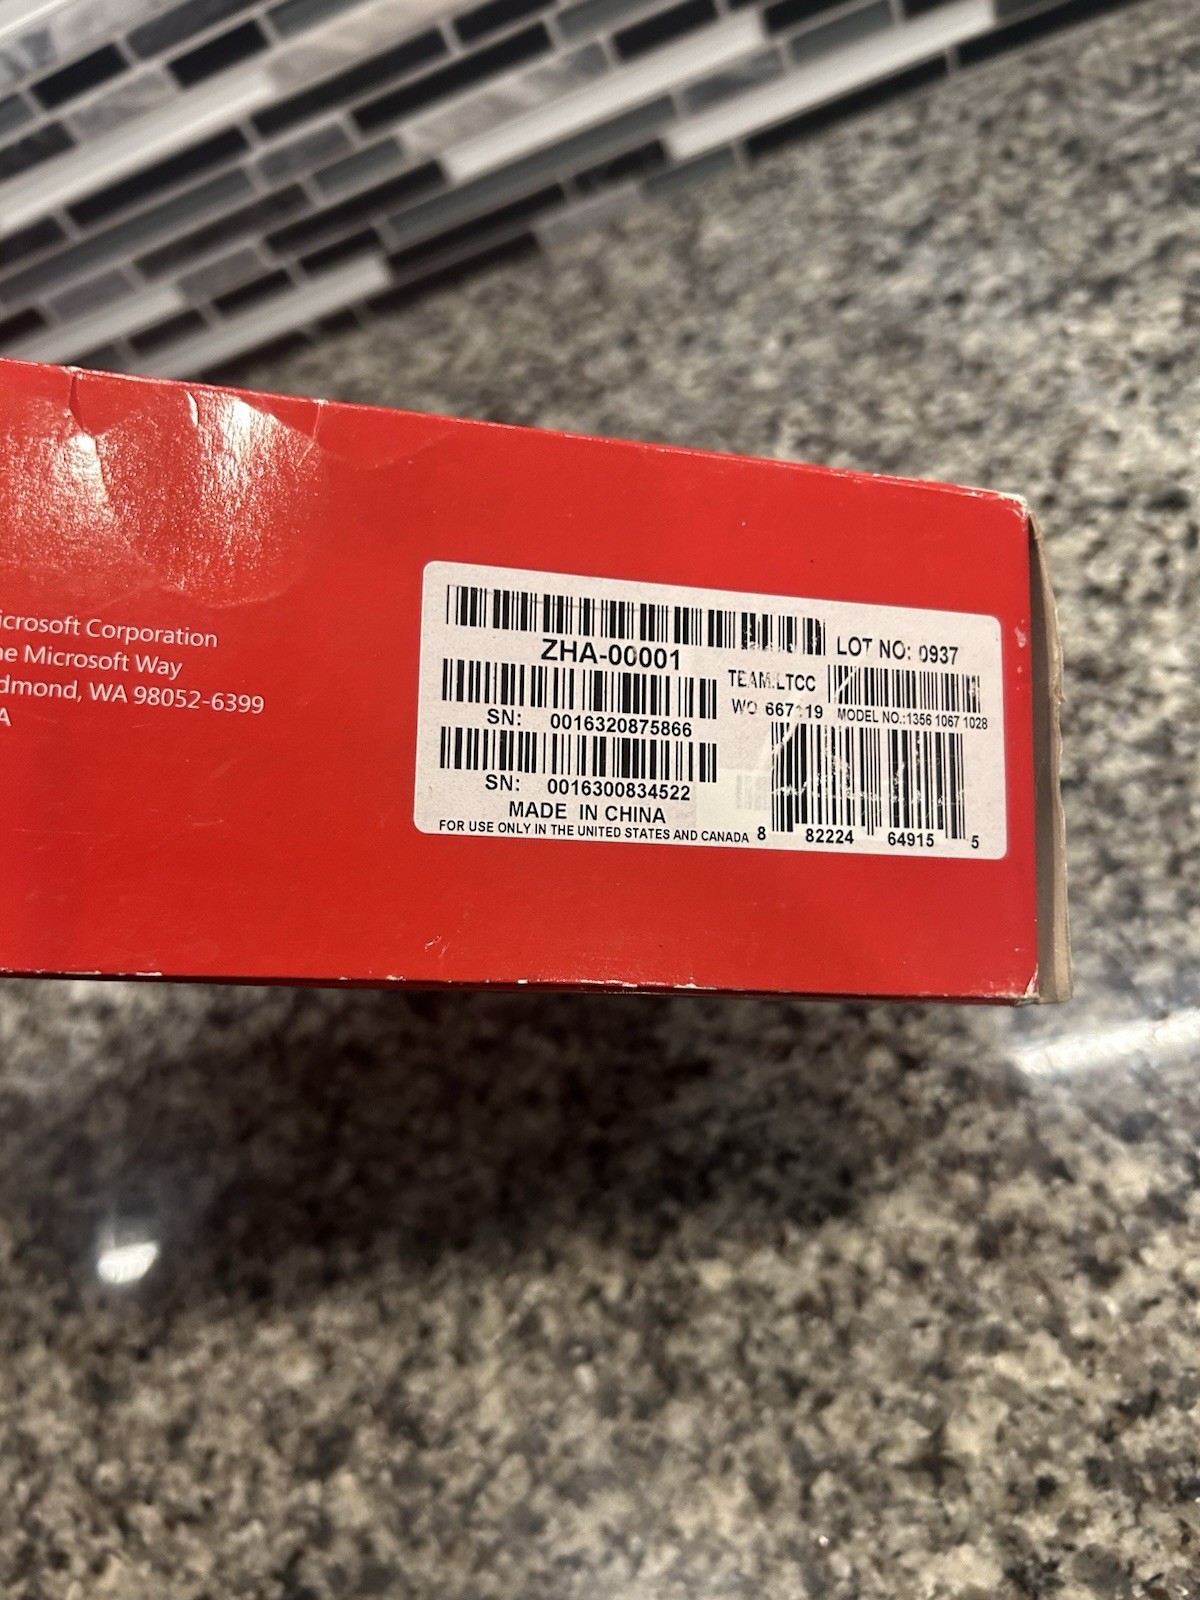 icrosoft Corporation
ne Microsoft Way
dmond, WA 98052-6399
A
ZHA-00001
LOT NO: 0937
TEAM:LTCC
WO
MODEL NO.:1356 1067 1028
SN: 0016320875866
SN: 0016300834522
MADE IN CHINA
FOR USE ONLY IN THE UNITED STATES AND CANADA
8 82224 64915 5